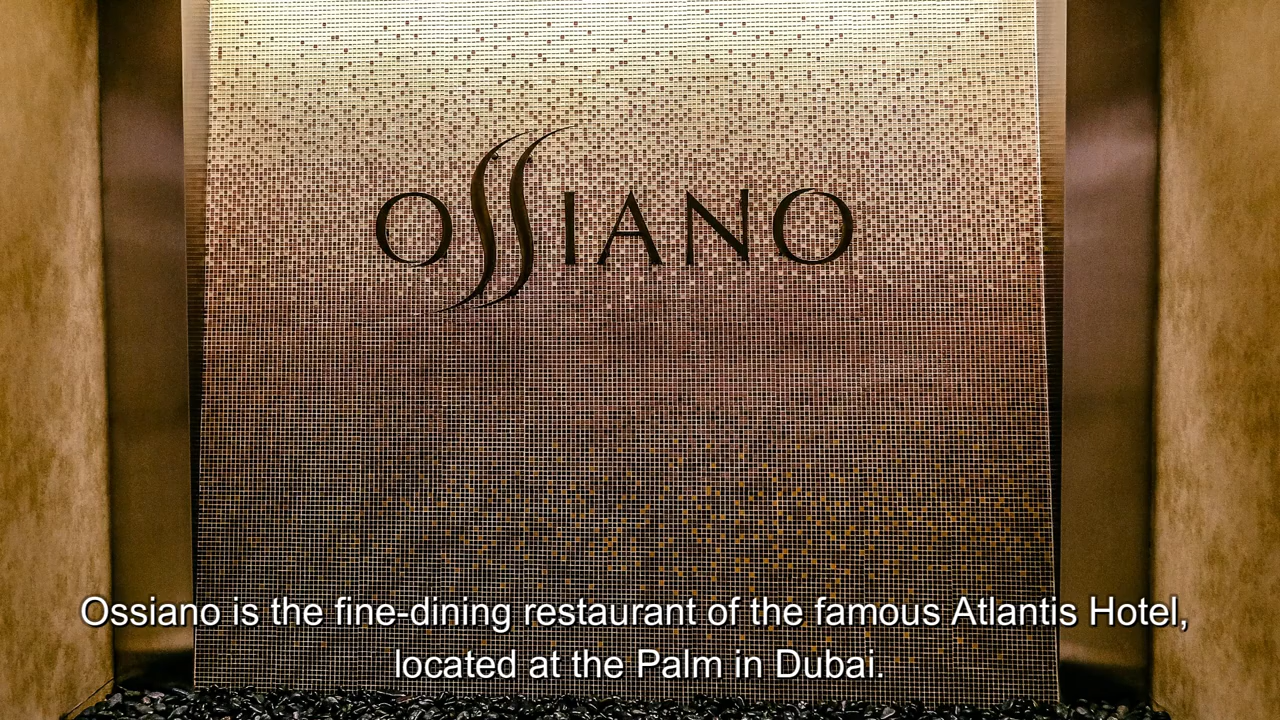 OSSIANO
Ossiano is the fine-dining restaurant of the famous Atlantis Hotel,
located at the Palm in Dubai.